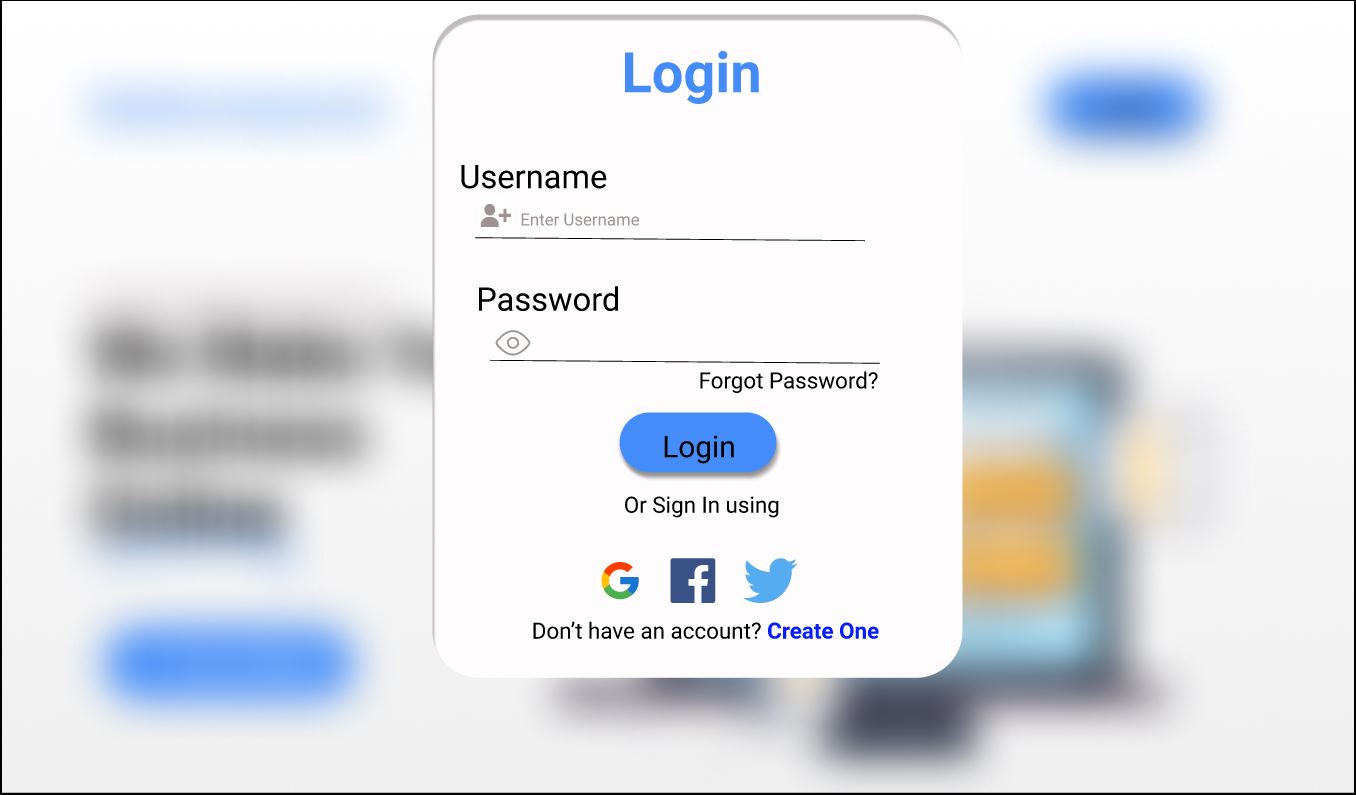 Login
Username
Enter Username
Password
Forgot Password?
Login
Or Sign In using
Don’t have an account? Create One